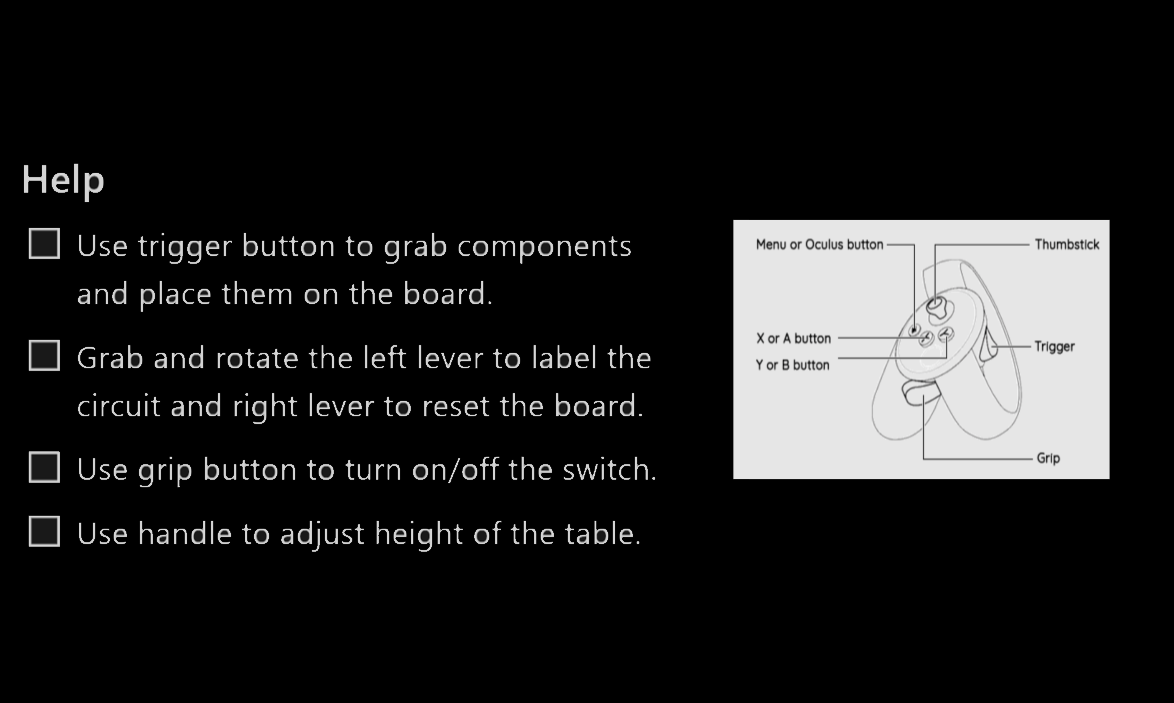 Help
Use trigger button to grab components
and place them on the board.
Grab and rotate the left lever to label the
circuit and right lever to reset the board.
Use grip button to turn on/off the switch.
Use handle to adjust height of the table.
Menu or Oculus button
Thumbstick
X or A button
Y or B button
Trigger
Grip